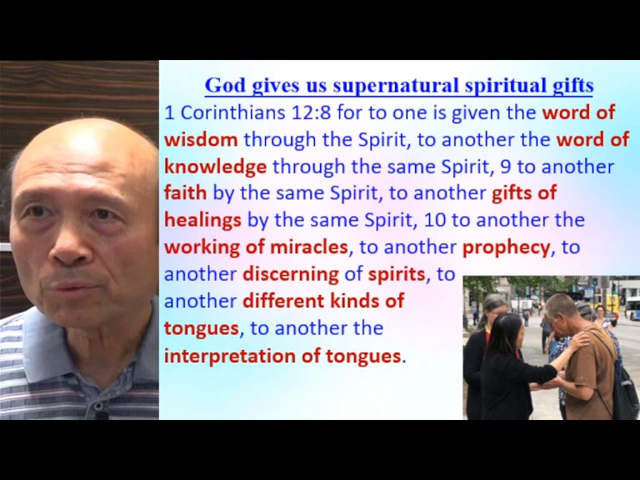 God gives us supernatural spiritual gifts
1 Corinthians 12:8 for to one is given the word of
wisdom through the Spirit, to another the word of
knowledge through the same Spirit, 9 to another
faith by the same Spirit, to another gifts of
healings by the same Spirit, 10 to another the
working of miracles, to another prophecy, to
another discerning of spirits, to
another different kinds of
tongues, to another the
interpretation of tongues.